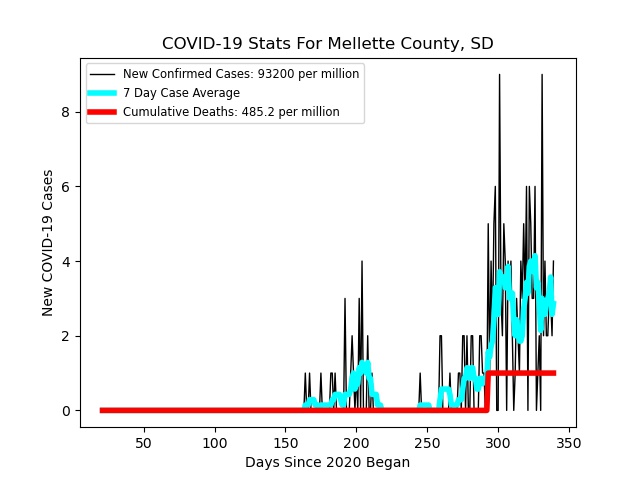 COVID-19 Stats For Mellette County, SD
New Confirmed Cases: 93200 per million
7 Day Case Average
Cumulative Deaths: 485.2 per million
New COVID-19 Cases
8
6
4
2
0
50 100 150 200 250 300 350
Days Since 2020 Began